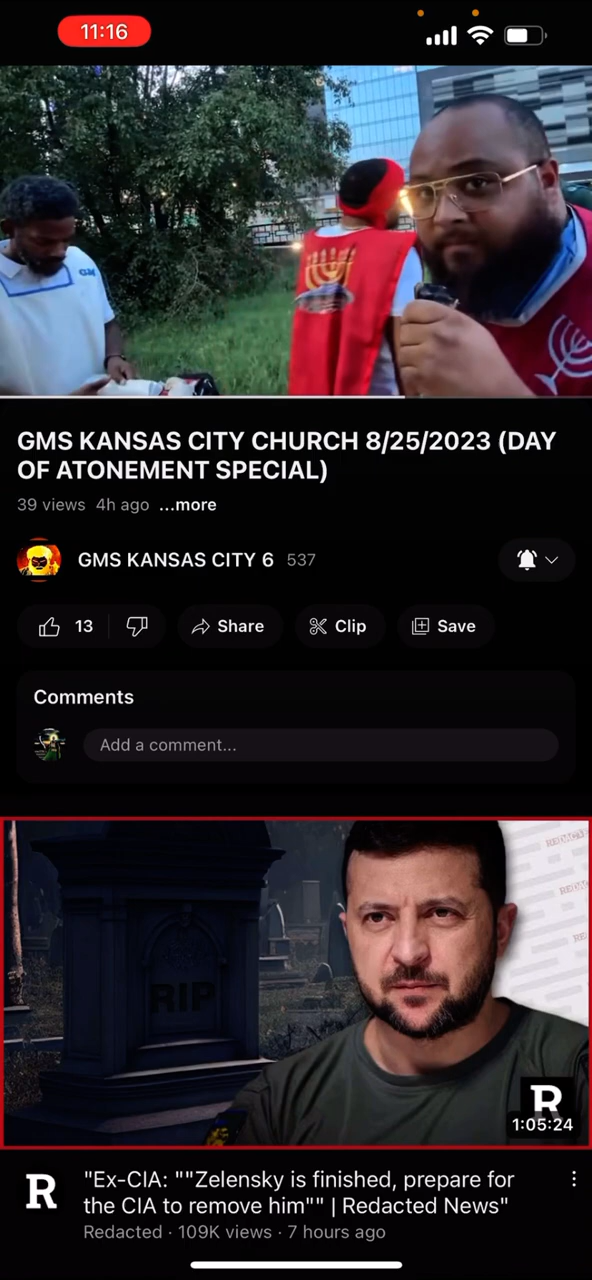 11:16
GMS KANSAS CITY CHURCH 8/25/2023 (DAY
OF ATONEMENT SPECIAL)
39 views 4h ago ...more
GMS KANSAS CITY 6 537
13 Share Clip Save
Comments
Add a comment...
RIP
R
1:05:24
R
"Ex-CIA: ""Zelensky is finished, prepare for
the CIA to remove him"" | Redacted News"
Redacted · 109K views · 7 hours ago